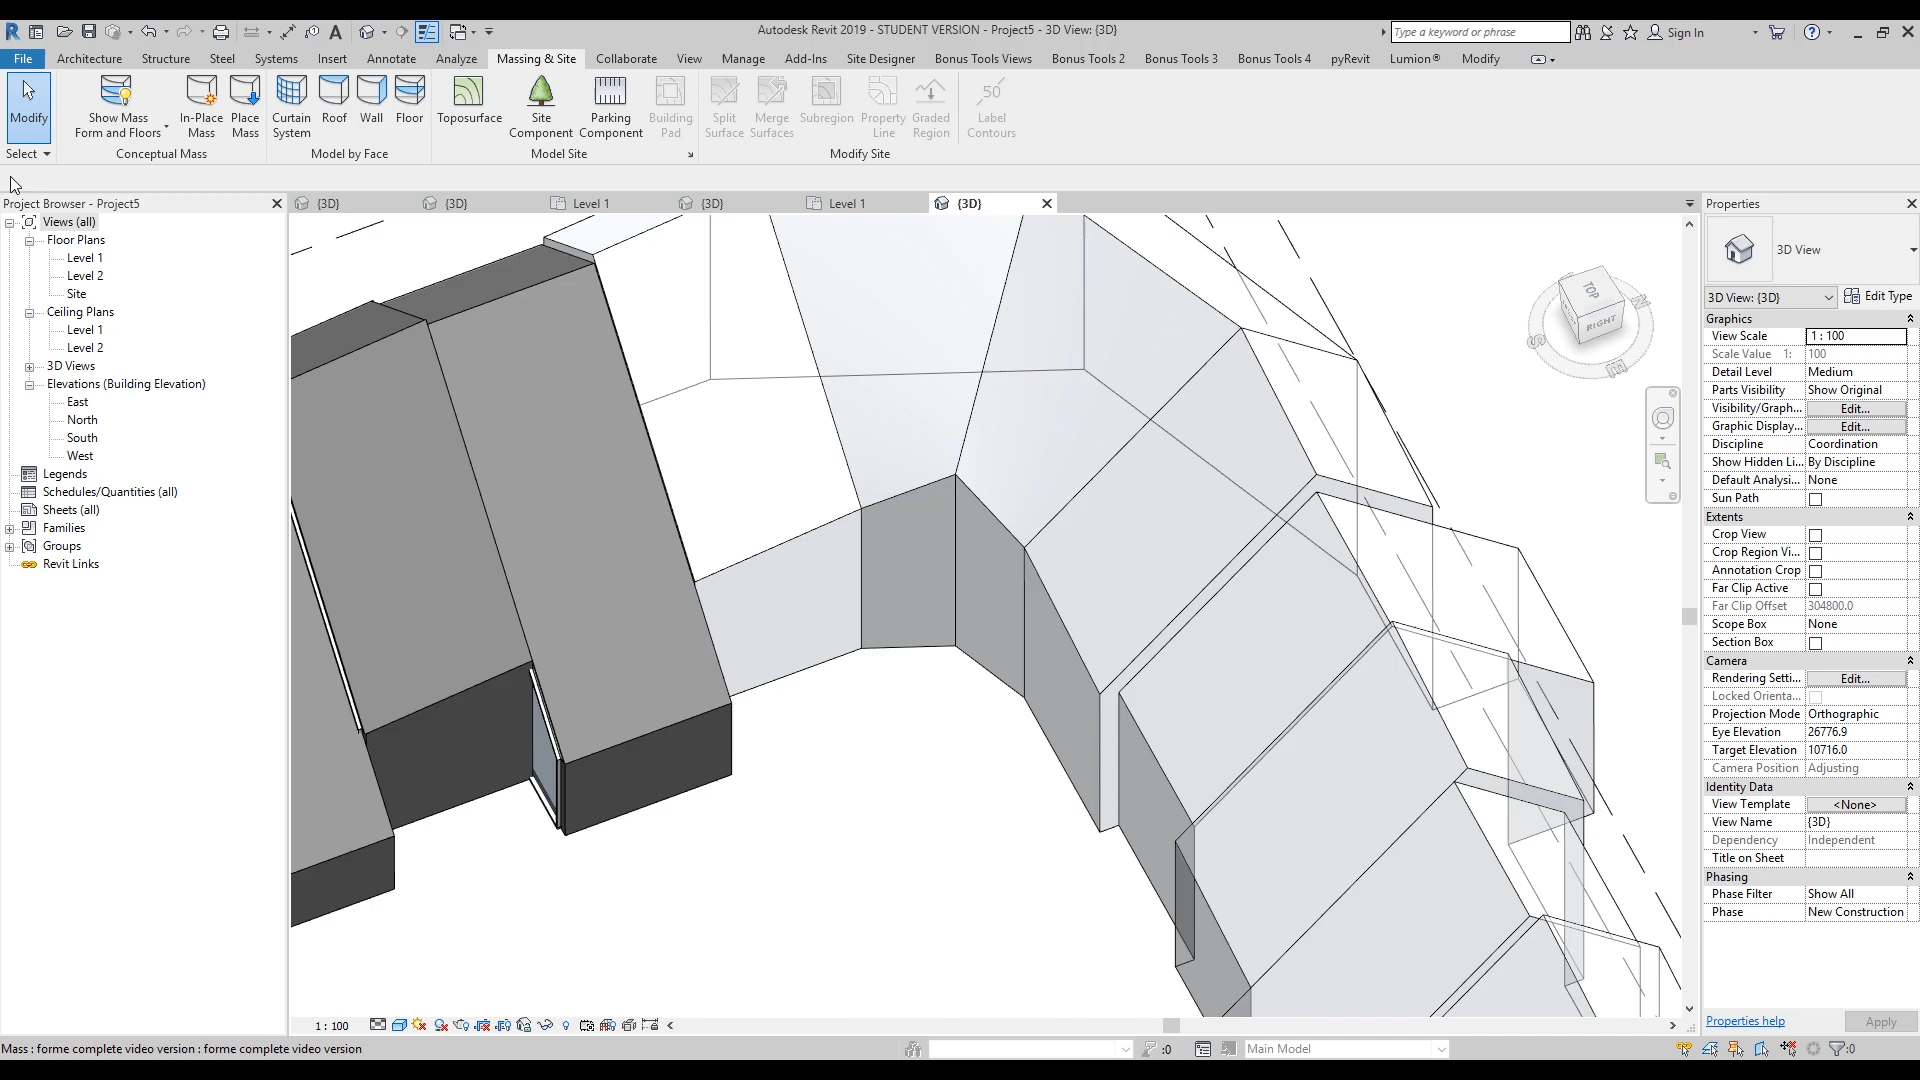 Autodesk Revit 2019 - STUDENT VERSION - Project5 - 3D View: {3D}
Type a keyword or phrase
Sign In
File Architecture Structure Steel Systems Insert Annotate Analyze Massing & Site Collaborate View Manage Add-Ins Site Designer Bonus Tools Views Bonus Tools 2 Bonus Tools 3 Bonus Tools 4 pyRevit Lumion® Modify
Modify
Show Mass Form and Floors
In-Place Mass
Place Mass
Curtain System
Roof
Wall
Floor
Toposurface
Site Component
Parking Component
Building Pad
Split Surface
Merge Surfaces
Subregion
Property Line
Graded Region
Label Contours
50
Select
Conceptual Mass
Model by Face
Model Site
Modify Site
Project Browser - Project5
{3D}
{3D}
Level 1
{3D}
Level 1
{3D}
Properties
Views (all)
Floor Plans
Level 1
Level 2
Site
Ceiling Plans
Level 1
Level 2
3D Views
Elevations (Building Elevation)
East
North
South
West
Legends
Schedules/Quantities (all)
Sheets (all)
Families
Groups
Revit Links
TOP
RIGHT
N
S
E
3D View
3D View: {3D}
Edit Type
Graphics
View Scale 1 : 100
Scale Value 1: 100
Detail Level Medium
Parts Visibility Show Original
Visibility/Graph... Edit...
Graphic Display... Edit...
Discipline Coordination
Show Hidden Li... By Discipline
Default Analysi... None
Sun Path
Extents
Crop View
Crop Region Vi...
Annotation Crop
Far Clip Active
Far Clip Offset 304800.0
Scope Box None
Section Box
Camera
Rendering Setti... Edit...
Locked Orienta...
Projection Mode Orthographic
Eye Elevation 26776.9
Target Elevation 10716.0
Camera Position Adjusting
Identity Data
View Template <None>
View Name {3D}
Dependency Independent
Title on Sheet
Phasing
Phase Filter Show All
Phase New Construction
Properties help
Apply
1 : 100
Mass : forme complete video version : forme complete video version
:0
Main Model
:0